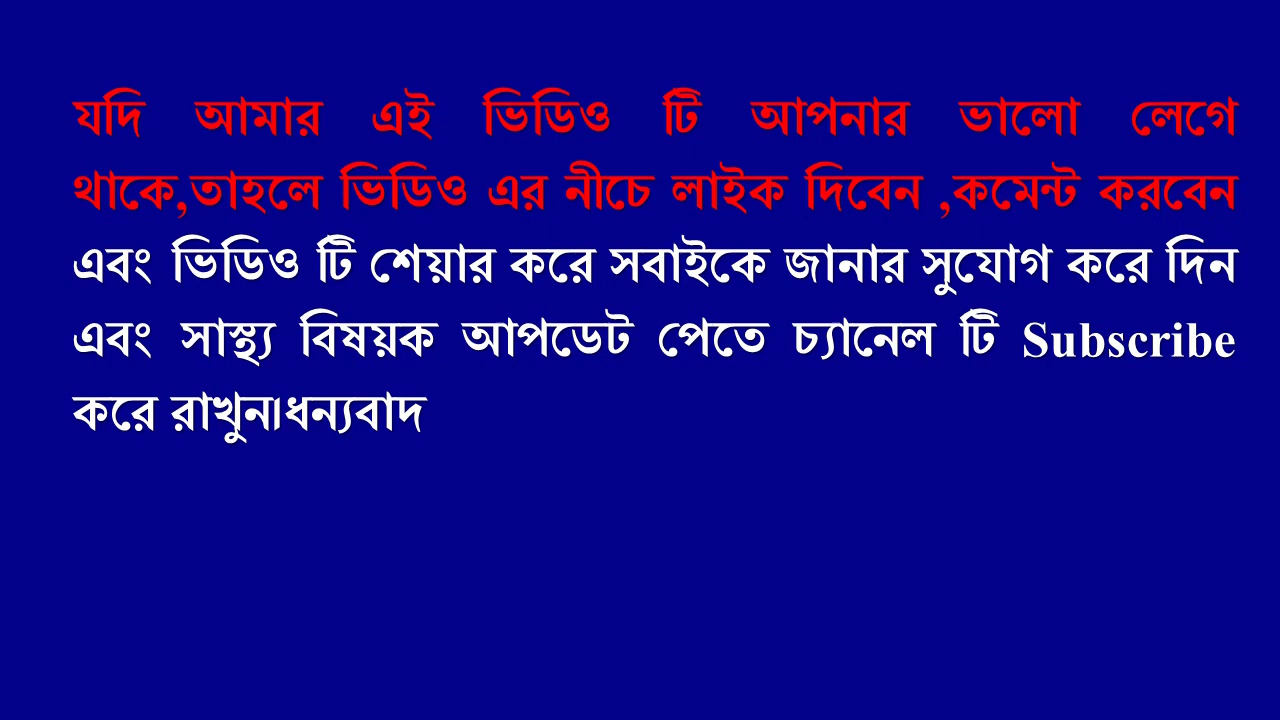 যদি আমার এই ভিডিও টি আপনার ভালো লেগে
থাকে,তাহলে ভিডিও এর নীচে লাইক দিবেন ,কমেন্ট করবেন
এবং ভিডিও টি শেয়ার করে সবাইকে জানার সুযোগ করে দিন
এবং সাস্থ্য বিষয়ক আপডেট পেতে চ্যানেল টি Subscribe
করে রাখুন।ধন্যবাদ